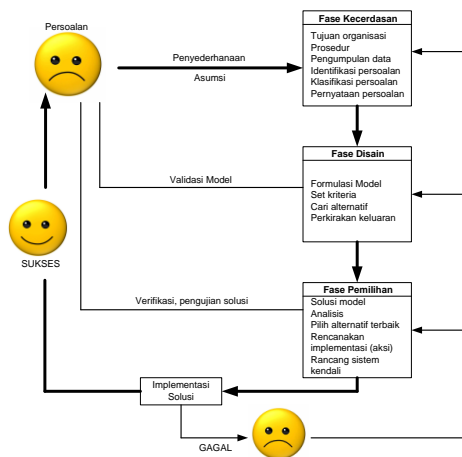 Persoalan
Penyederhanaan
Asumsi
Fase Kecerdasan
Tujuan organisasi
Prosedur
Pengumpulan data
Identifikasi persoalan
Klasifikasi persoalan
Pernyataan persoalan
Validasi Model
Fase Disain
Formulasi Model
Set kriteria
Cari alternatif
Perkirakan keluaran
SUKSES
Verifikasi, pengujian solusi
Fase Pemilihan
Solusi model
Analisis
Pilih alternatif terbaik
Rencanakan
implementasi (aksi)
Rancang sistem
kendali
Implementasi
Solusi
GAGAL